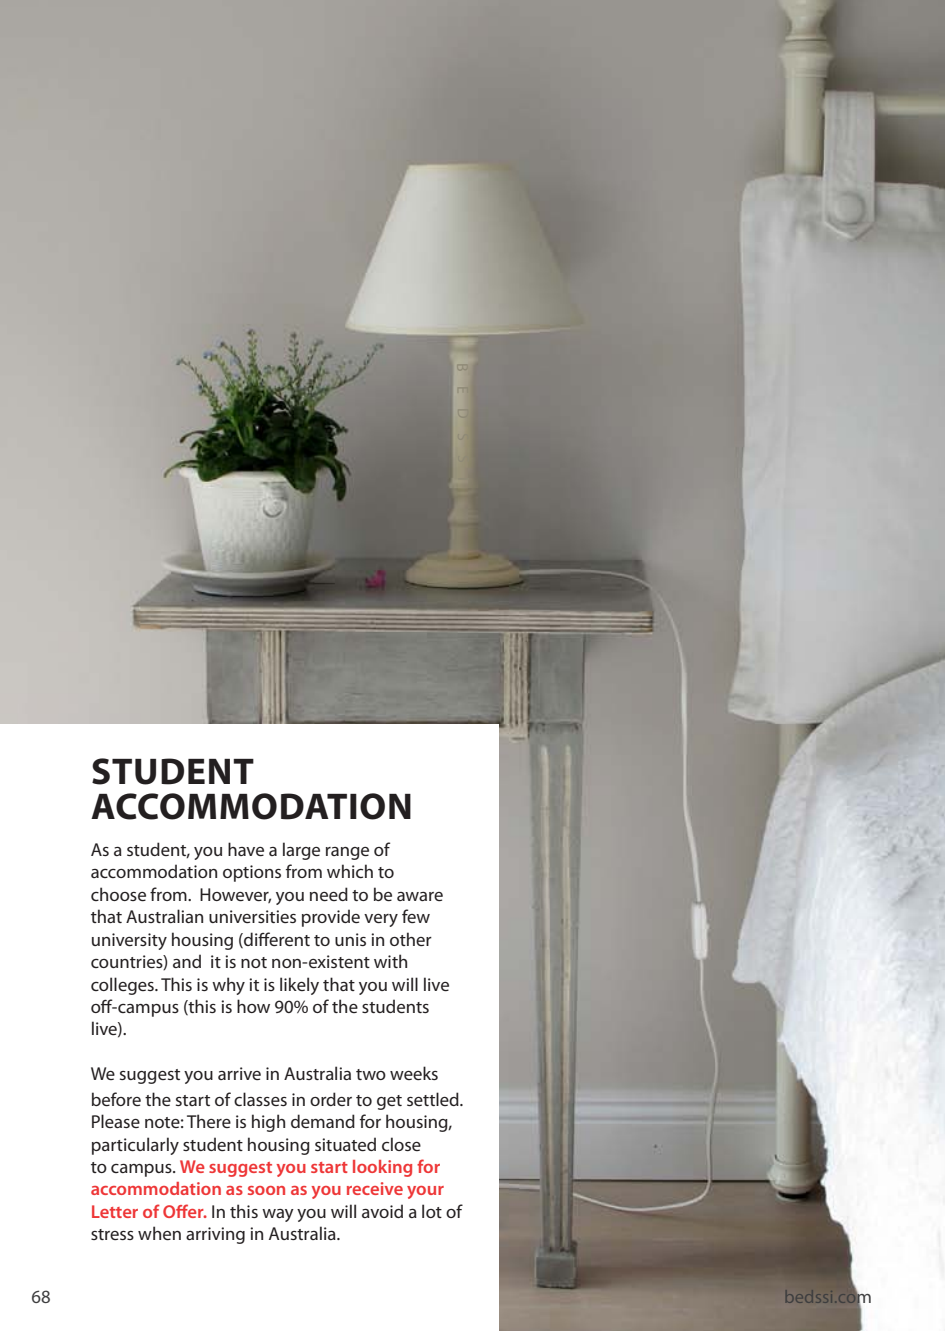 B E D S
STUDENT
ACCOMMODATION
As a student, you have a large range of
accommodation options from which to
choose from.  However, you need to be aware
that Australian universities provide very few
university housing (different to unis in other
countries) and  it is not non-existent with
colleges. This is why it is likely that you will live
off-campus (this is how 90% of the students
live).
We suggest you arrive in Australia two weeks
before the start of classes in order to get settled.
Please note: There is high demand for housing,
particularly student housing situated close
to campus. We suggest you start looking for
accommodation as soon as you receive your
Letter of Offer. In this way you will avoid a lot of
stress when arriving in Australia.
68
bedssi.com